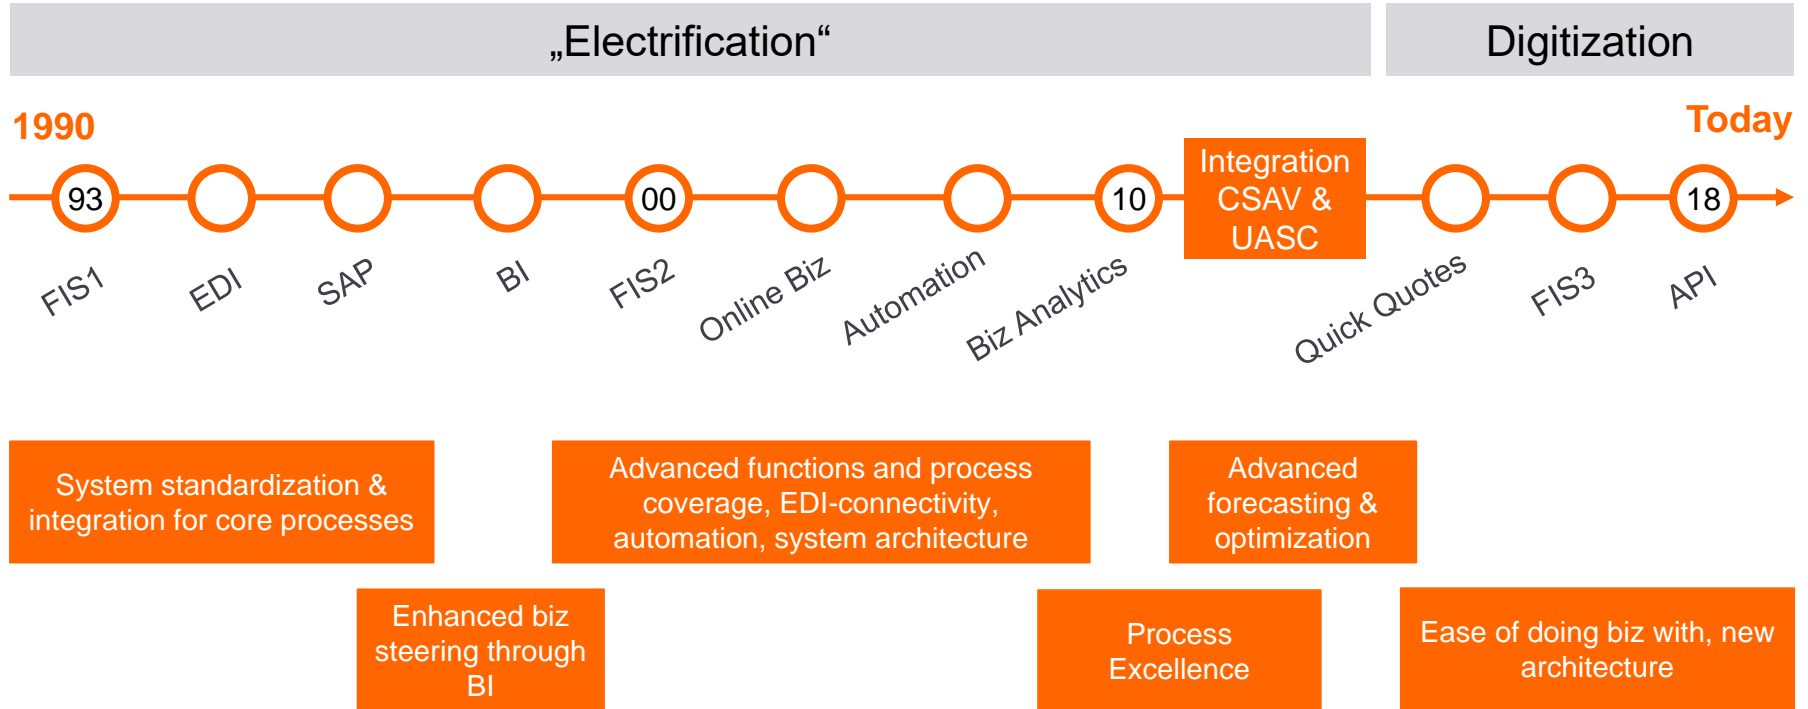 „Electrification“
Digitization
1990
Today
93
00
10
18
Integration
CSAV &
UASC
FIS1
EDI
SAP
BI
FIS2
Online Biz
Automation
Biz Analytics
Quick Quotes
FIS3
API
System standardization &
integration for core processes
Advanced functions and process
coverage, EDI-connectivity,
automation, system architecture
Advanced
forecasting &
optimization
Enhanced biz
steering through
BI
Process
Excellence
Ease of doing biz with, new
architecture